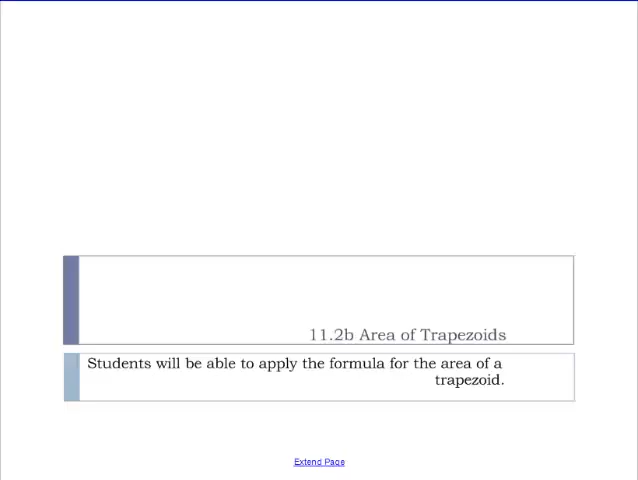 11.2b Area of Trapezoids
Students will be able to apply the formula for the area of a
trapezoid.
Extend Page